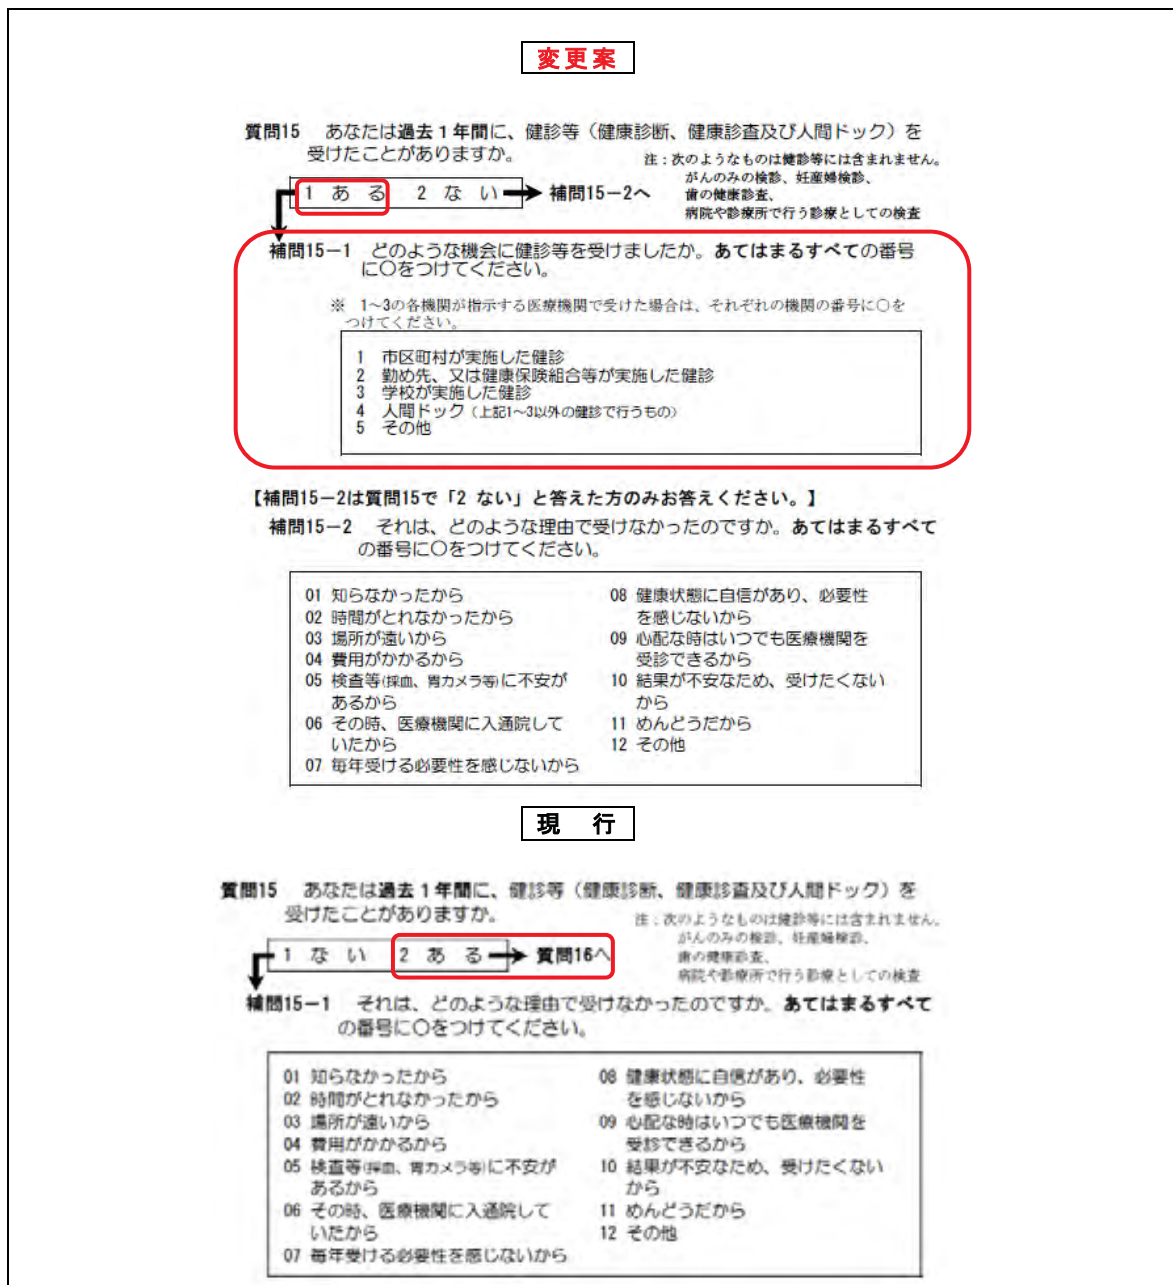 変更案
質問15　あなたは過去１年間に、健診等（健康診断、健康診査及び人間ドック）を
受けたことがありますか。
注：次のようなものは健診等には含まれません。
がんのみの検診、妊産婦検診、
歯の健康診査、
病院や診療所で行う診療としての検査
1 ある　2 ない → 補問15－2へ
補問15－1　どのような機会に健診等を受けましたか。あてはまるすべての番号
に〇をつけてください。
※　1～3の各機関が指示する医療機関で受けた場合は、それぞれの機関の番号に〇を
つけてください。
1　市区町村が実施した健診
2　勤め先、又は健康保険組合等が実施した健診
3　学校が実施した健診
4　人間ドック（上記1～3以外の健診で行うもの）
5　その他
【補問15－2は質問15で「2 ない」と答えた方のみお答えください。】
補問15－2　それは、どのような理由で受けなかったのですか。あてはまるすべて
の番号に〇をつけてください。
01 知らなかったから
02 時間がとれなかったから
03 場所が遠いから
04 費用がかかるから
05 検査等(採血、胃カメラ等)に不安が
あるから
06 その時、医療機関に入通院して
いたから
07 毎年受ける必要性を感じないから
08 健康状態に自信があり、必要性
を感じないから
09 心配な時はいつでも医療機関を
受診できるから
10 結果が不安なため、受けたくない
から
11 めんどうだから
12 その他
現　行
質問15　あなたは過去１年間に、健診等（健康診断、健康診査及び人間ドック）を
受けたことがありますか。
注：次のようなものは健診等には含まれません。
がんのみの検診、妊産婦検診、
歯の健康診査、
病院や診療所で行う診療としての検査
1 ない　2 ある → 質問16へ
補問15－1　それは、どのような理由で受けなかったのですか。あてはまるすべて
の番号に〇をつけてください。
01 知らなかったから
02 時間がとれなかったから
03 場所が遠いから
04 費用がかかるから
05 検査等(採血、胃カメラ等)に不安が
あるから
06 その時、医療機関に入通院して
いたから
07 毎年受ける必要性を感じないから
08 健康状態に自信があり、必要性
を感じないから
09 心配な時はいつでも医療機関を
受診できるから
10 結果が不安なため、受けたくない
から
11 めんどうだから
12 その他